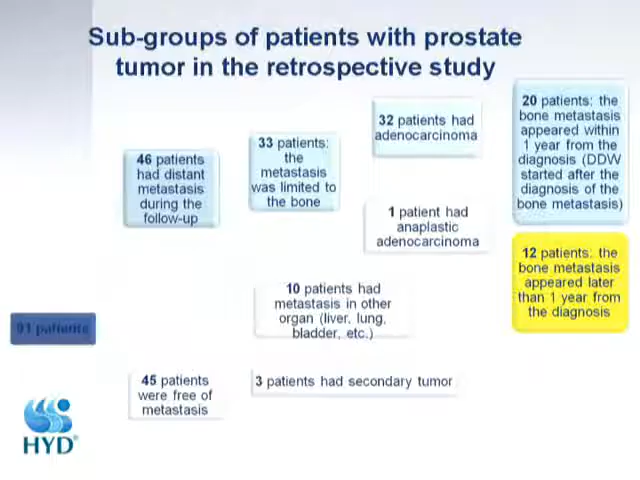 Sub-groups of patients with prostate
tumor in the retrospective study
91 patients
46 patients
had distant
metastasis
during the
follow-up
45 patients
were free of
metastasis
33 patients:
the
metastasis
was limited to
the bone
10 patients had
metastasis in other
organ (liver, lung,
bladder, etc.)
3 patients had secondary tumor
32 patients had
adenocarcinoma
1 patient had
anaplastic
adenocarcinoma
20 patients: the
bone metastasis
appeared within
1 year from the
diagnosis (DDW
started after the
diagnosis of the
bone metastasis)
12 patients: the
bone metastasis
appeared later
than 1 year from
the diagnosis
HYD®